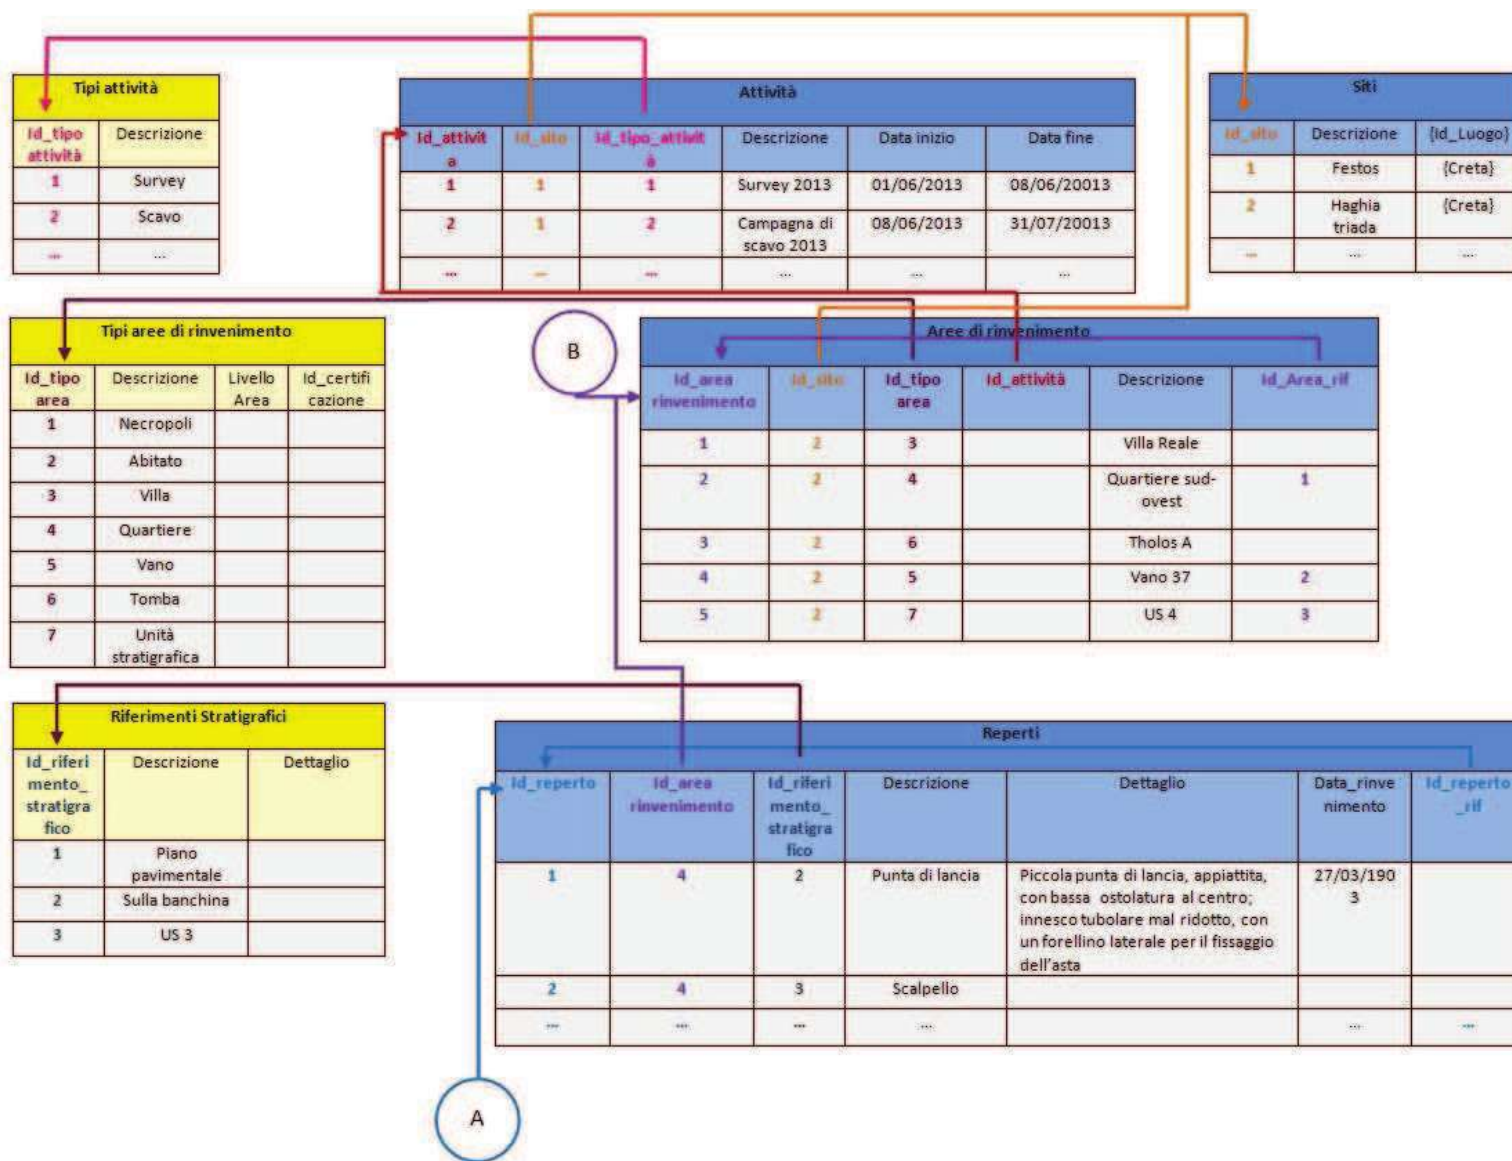 Tipi attività
Id_tipo attività Descrizione
1 Survey
2 Scavo
... ...
Attività
Id_attivit à Id_sito Id_tipo_attivit à Descrizione Data inizio Data fine
1 1 1 Survey 2013 01/06/2013 08/06/20013
2 1 2 Campagna di scavo 2013 08/06/2013 31/07/20013
... ... ... ... ... ...
Siti
Id_sito Descrizione {Id_Luogo}
1 Festos {Creta}
2 Haghia triada {Creta}
... ... ...
Tipi aree di rinvenimento
Id_tipo area Descrizione Livello Area Id_certifi cazione
1 Necropoli
2 Abitato
3 Villa
4 Quartiere
5 Vano
6 Tomba
7 Unità stratigrafica
B
Aree di rinvenimento
Id_area rinvenimento Id_sito Id_tipo area Id_attività Descrizione Id_Area_rif
1 2 3 Villa Reale
2 2 4 Quartiere sud-ovest 1
3 2 6 Tholos A
4 2 5 Vano 37 2
5 2 7 US 4 3
Riferimenti Stratigrafici
Id_riferi mento_ stratigra fico Descrizione Dettaglio
1 Piano pavimentale
2 Sulla banchina
3 US 3
Reperti
Id_reperto Id_area rinvenimento Id_riferi mento_ stratigra fico Descrizione Dettaglio Data_rinve nimento Id_reperto _rif
1 4 2 Punta di lancia Piccola punta di lancia, appiattita, con bassa ostolatura al centro; innesco tubolare mal ridotto, con un forellino laterale per il fissaggio dell'asta 27/03/190 3
2 4 3 Scalpello
... ... ... ... ... ...
A